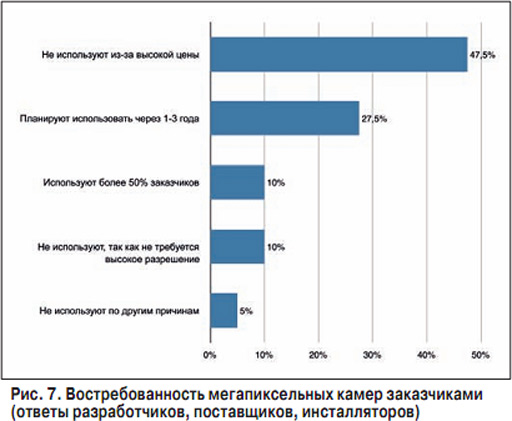 Не используют из-за высокой цены
47,5%
Планируют использовать через 1-3 года
27,5%
Используют более 50% заказчиков
10%
Не используют, так как не требуется
высокое разрешение
10%
Не используют по другим причинам
5%
0% 10% 20% 30% 40% 50%
Рис. 7. Востребованность мегапиксельных камер заказчиками
(ответы разработчиков, поставщиков, инсталляторов)